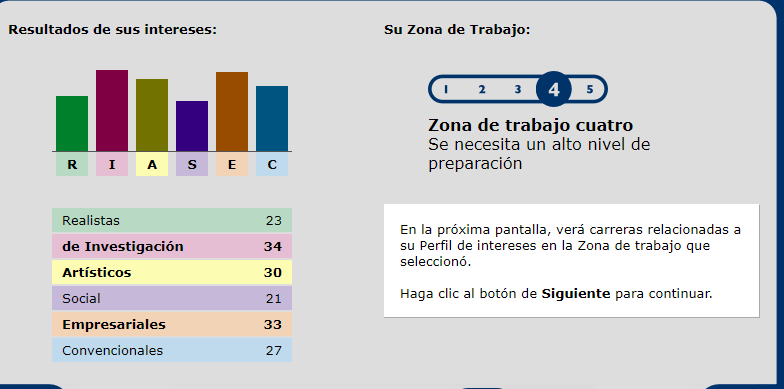 Resultados de sus intereses:
R I A S E C
Realistas 23
de Investigación 34
Artísticos 30
Social 21
Empresariales 33
Convencionales 27
Su Zona de Trabajo:
1 2 3 4 5
Zona de trabajo cuatro
Se necesita un alto nivel de
preparación
En la próxima pantalla, verá carreras relacionadas a
su Perfil de intereses en la Zona de trabajo que
seleccionó.
Haga clic al botón de Siguiente para continuar.